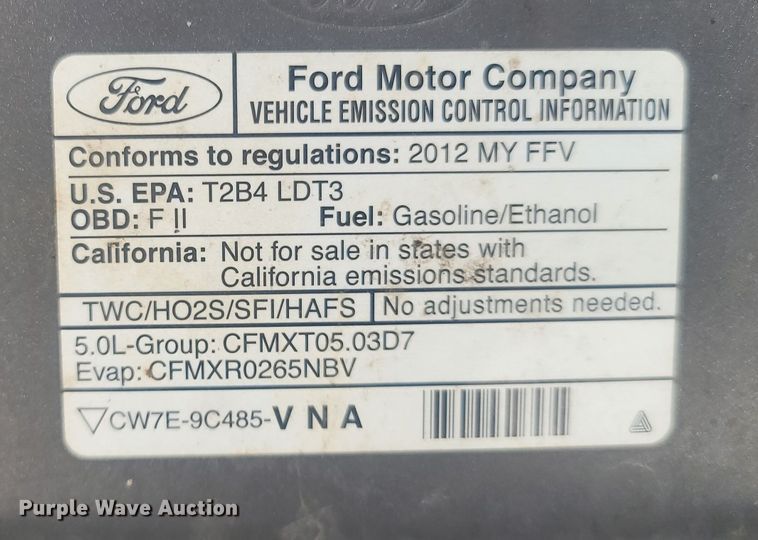 Ford
Ford Motor Company
VEHICLE EMISSION CONTROL INFORMATION
Conforms to regulations: 2012 MY FFV
U.S. EPA: T2B4 LDT3
OBD: F II Fuel: Gasoline/Ethanol
California: Not for sale in states with
California emissions standards.
TWC/HO2S/SFI/HAFS No adjustments needed.
5.0L-Group: CFMXT05.03D7
Evap: CFMXR0265NBV
CW7E-9C485-V N A
Purple Wave Auction